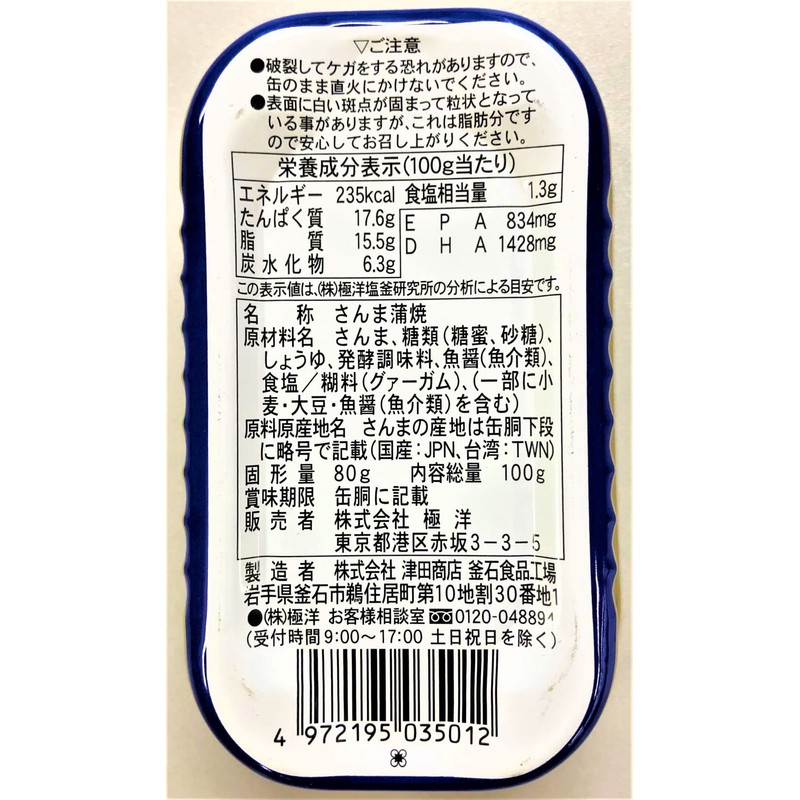 ▽ご注意
●破裂してケガをする恐れがありますので、
缶のまま直火にかけないでください。
●表面に白い斑点が固まって粒状となって
いる事がありますが、これは脂肪分です
ので安心してお召し上がりください。
栄養成分表示(100g当たり)
エネルギー 235kcal 食塩相当量 1.3g
たんぱく質 17.6g EPA 834mg
脂質 15.5g DHA 1428mg
炭水化物 6.3g
この表示値は、(株)極洋塩釜研究所の分析による目安です。
名称 さんま蒲焼
原材料名 さんま、糖類(糖蜜、砂糖)、
しょうゆ、発酵調味料、魚醤(魚介類)、
食塩/糊料(グァーガム)、(一部に小
麦・大豆・魚醤(魚介類)を含む)
原料原産地名 さんまの産地は缶胴下段
に略号で記載(国産:JPN、台湾:TWN)
固形量 80g 内容総量 100g
賞味期限 缶胴に記載
販売者 株式会社 極洋
東京都港区赤坂3-3-5
製造者 株式会社 津田商店 釜石食品工場
岩手県釜石市鵜住居町第10地割30番地1
●(株)極洋 お客様相談室 0120-048894
(受付時間9:00~17:00 土日祝日を除く)
4 972195 035012